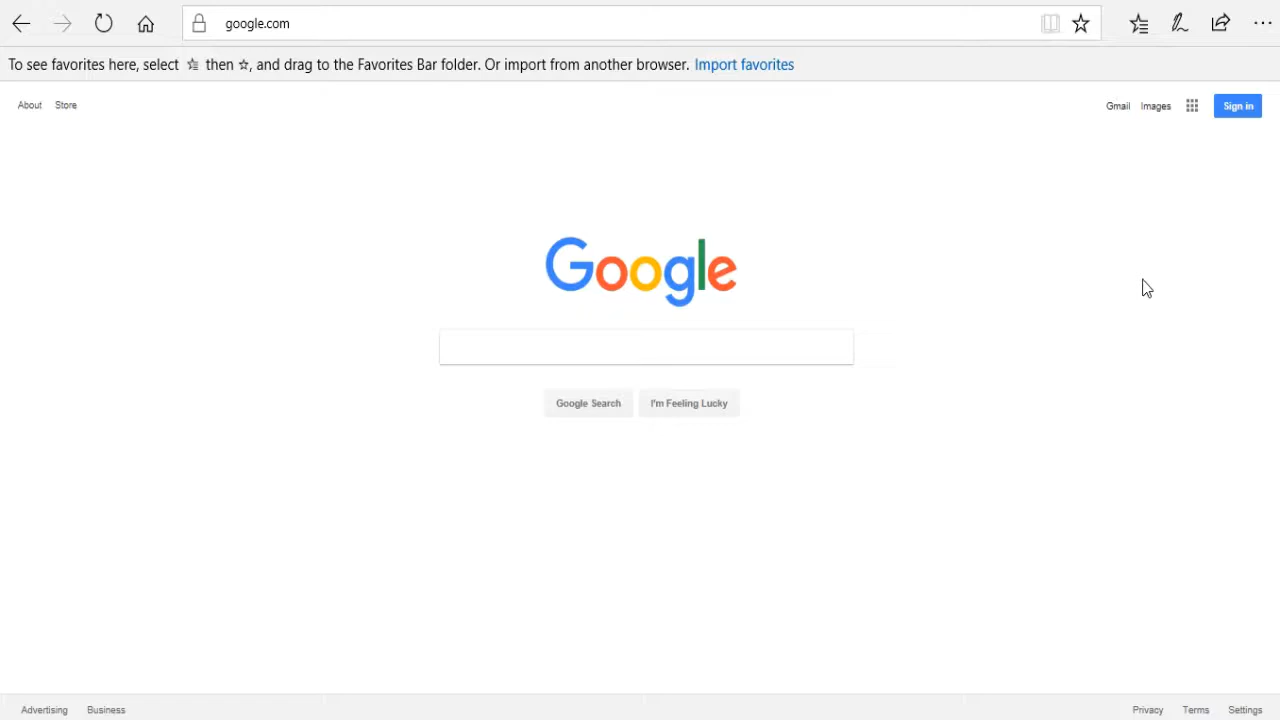 google.com
To see favorites here, select then , and drag to the Favorites Bar folder. Or import from another browser. Import favorites
About Store
Gmail Images Sign in
Google
Google Search I'm Feeling Lucky
Advertising Business
Privacy Terms Settings